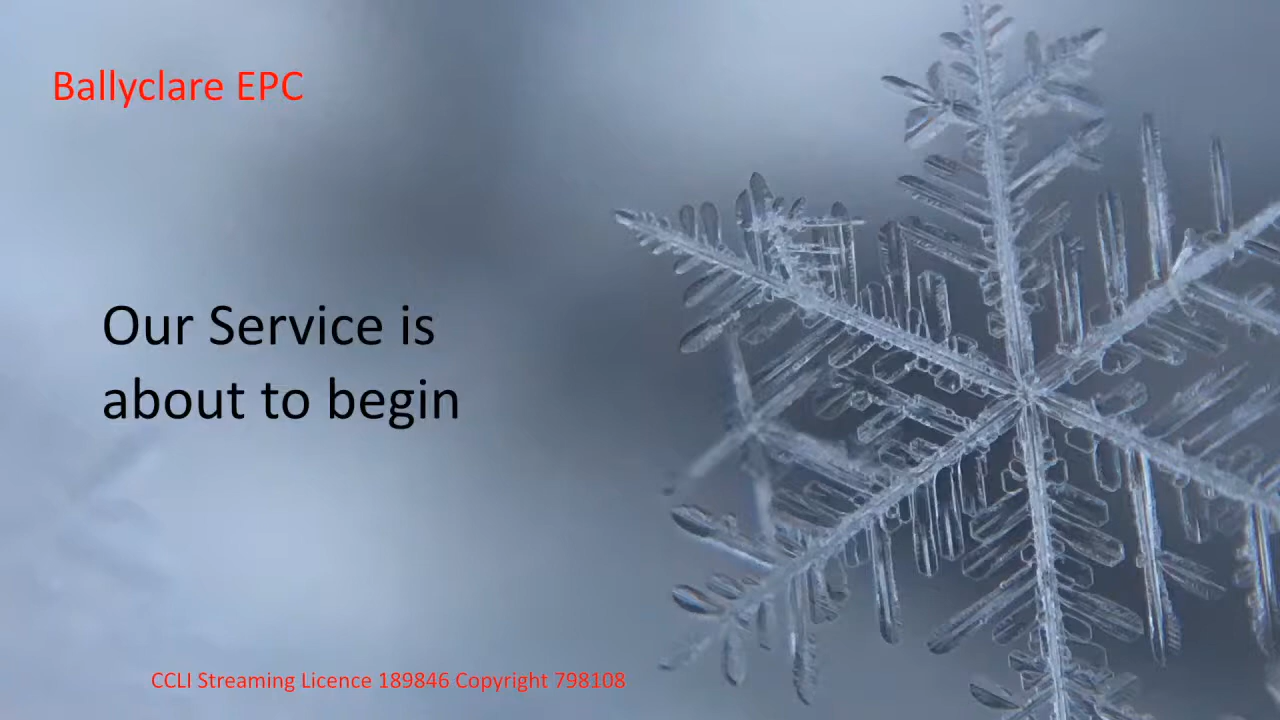 Ballyclare EPC
Our Service is
about to begin
CCLI Streaming Licence 189846 Copyright 798108